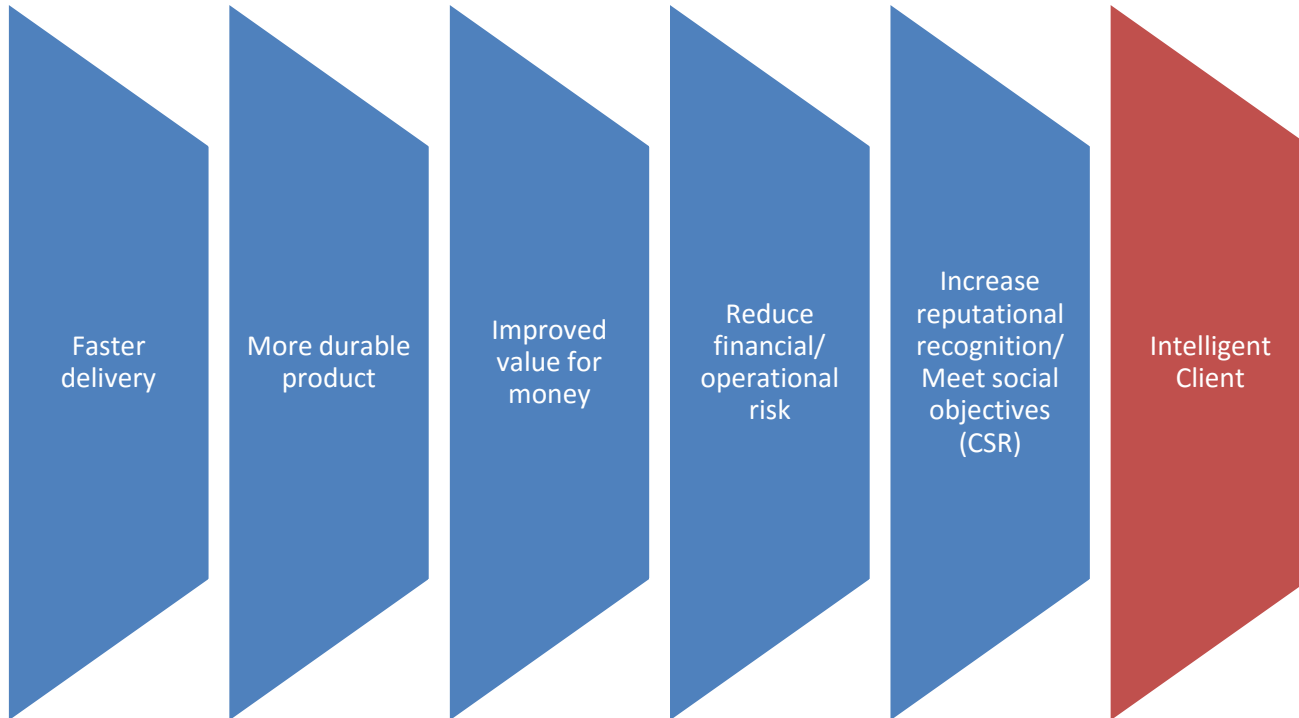 Faster
delivery
More durable
product
Improved
value for
money
Reduce
financial/
operational
risk
Increase
reputational
recognition/
Meet social
objectives
(CSR)
Intelligent
Client